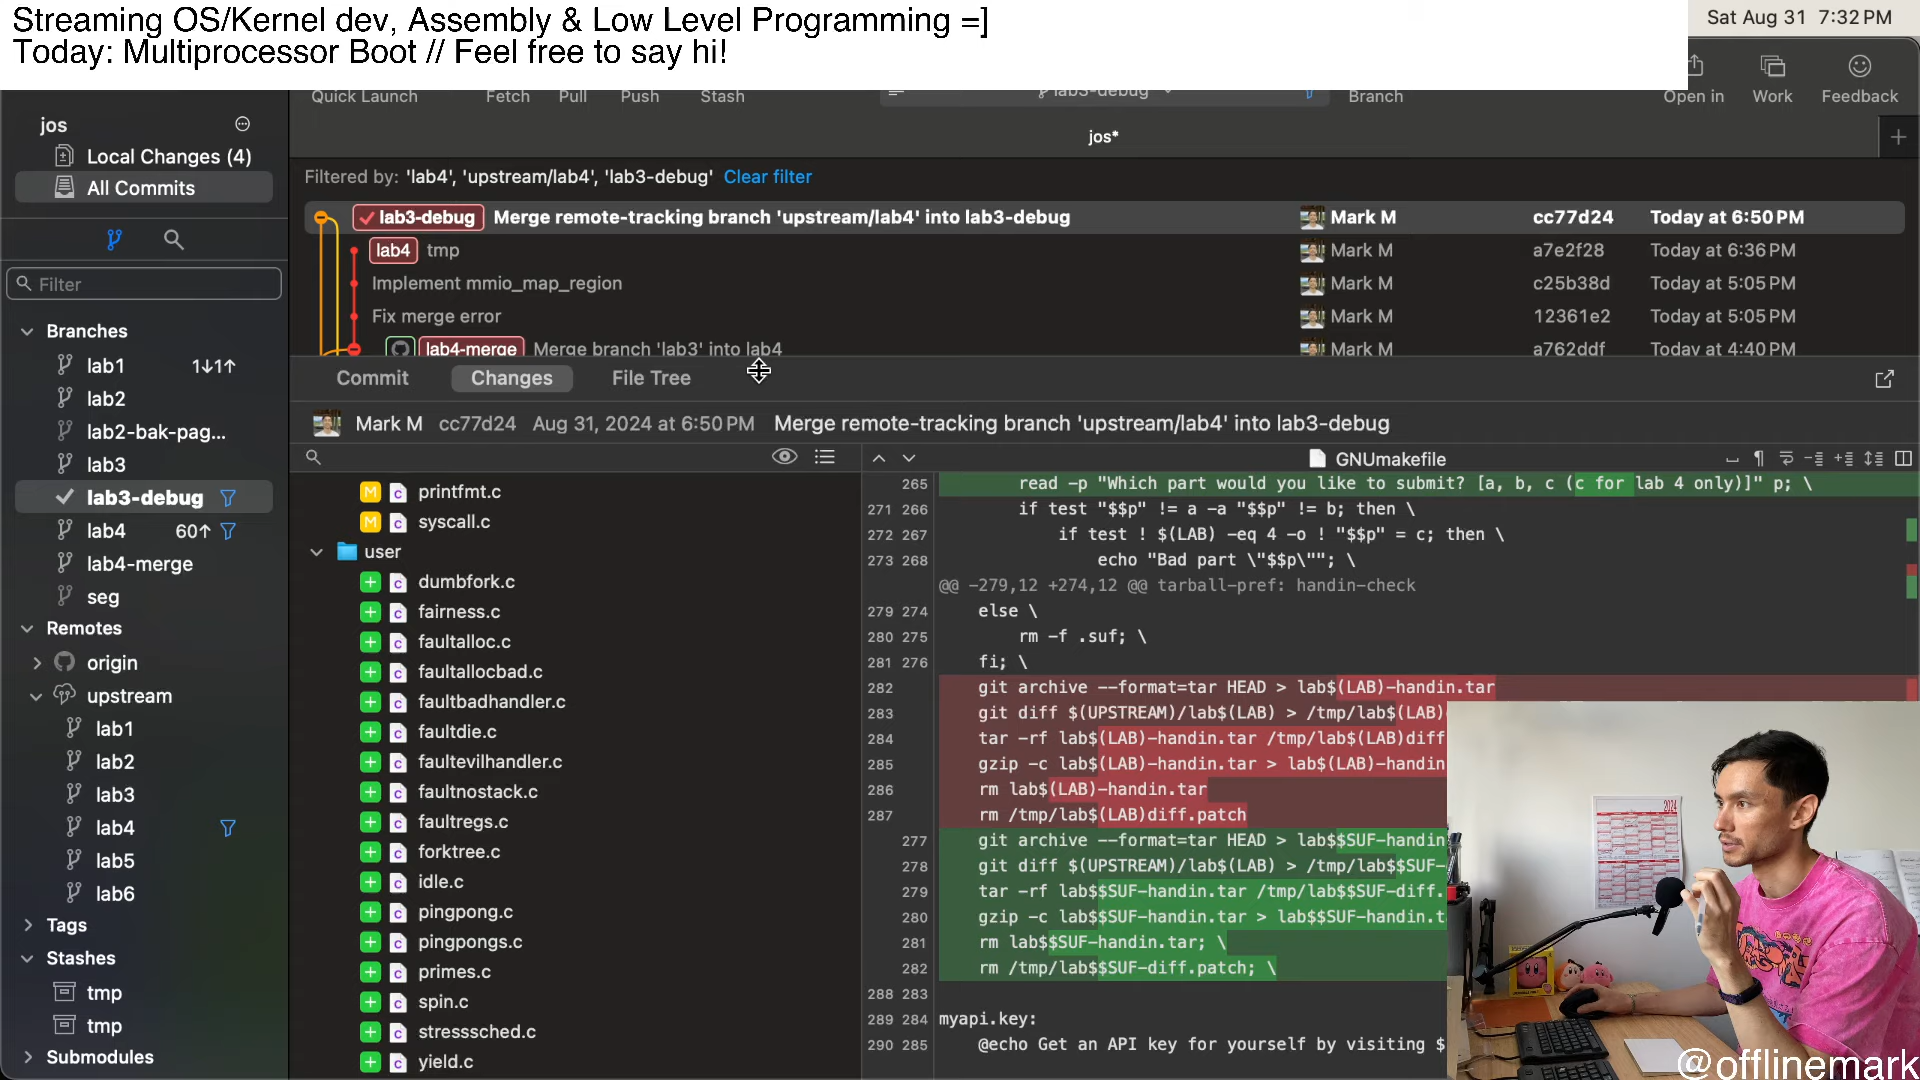 Streaming OS/Kernel dev, Assembly & Low Level Programming =]
Today: Multiprocessor Boot // Feel free to say hi!
Sat Aug 31 7:32 PM
Quick Launch Fetch Pull Push Stash lab3-debug Branch Open in Work Feedback
jos
jos*
Local Changes (4)
All Commits
Filtered by: 'lab4', 'upstream/lab4', 'lab3-debug' Clear filter
lab3-debug Merge remote-tracking branch 'upstream/lab4' into lab3-debug Mark M cc77d24 Today at 6:50 PM
lab4 tmp Mark M a7e2f28 Today at 6:36 PM
Implement mmio_map_region Mark M c25b38d Today at 5:05 PM
Fix merge error Mark M 12361e2 Today at 5:05 PM
lab4-merge Merge branch 'lab3' into lab4 Mark M a762ddf Today at 4:40 PM
Filter
Branches
lab1 1↓1↑
lab2
lab2-bak-pag...
lab3
lab3-debug
lab4 60↑
lab4-merge
seg
Remotes
origin
upstream
lab1
lab2
lab3
lab4
lab5
lab6
Tags
Stashes
tmp
tmp
Submodules
Commit Changes File Tree
Mark M cc77d24 Aug 31, 2024 at 6:50 PM Merge remote-tracking branch 'upstream/lab4' into lab3-debug
GNUmakefile
M c printfmt.c
M c syscall.c
user
+ c dumbfork.c
+ c fairness.c
+ c faultalloc.c
+ c faultallocbad.c
+ c faultbadhandler.c
+ c faultdie.c
+ c faultevilhandler.c
+ c faultnostack.c
+ c faultregs.c
+ c forktree.c
+ c idle.c
+ c pingpong.c
+ c pingpongs.c
+ c primes.c
+ c spin.c
+ c stresssched.c
+ c yield.c
265 read -p "Which part would you like to submit? [a, b, c (c for lab 4 only)]" p; \
271 266 if test "$$p" != a -a "$$p" != b; then \
272 267 if test ! $(LAB) -eq 4 -o ! "$$p" = c; then \
273 268 echo "Bad part \"$$p\""; \
@@ -279,12 +274,12 @@ tarball-pref: handin-check
279 274 else \
280 275 rm -f .suf; \
281 276 fi; \
282 git archive --format=tar HEAD > lab$(LAB)-handin.tar
283 git diff $(UPSTREAM)/lab$(LAB) > /tmp/lab$(LAB)
284 tar -rf lab$(LAB)-handin.tar /tmp/lab$(LAB)diff
285 gzip -c lab$(LAB)-handin.tar > lab$(LAB)-handin
286 rm lab$(LAB)-handin.tar
287 rm /tmp/lab$(LAB)diff.patch
277 git archive --format=tar HEAD > lab$$SUF-handin
278 git diff $(UPSTREAM)/lab$(LAB) > /tmp/lab$$SUF-
279 tar -rf lab$$SUF-handin.tar /tmp/lab$$SUF-diff.
280 gzip -c lab$$SUF-handin.tar > lab$$SUF-handin.t
281 rm lab$$SUF-handin.tar; \
282 rm /tmp/lab$$SUF-diff.patch; \
288 283
289 284 myapi.key:
290 285 @echo Get an API key for yourself by visiting $
2024
@offlinemark